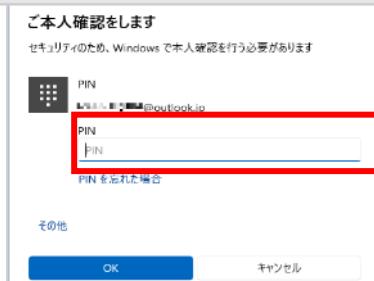 ご本人確認をします
セキュリティのため、Windows で本人確認を行う必要があります
PIN
@outlook.jp
PIN
PIN
PIN を忘れた場合
その他
OK
キャンセル